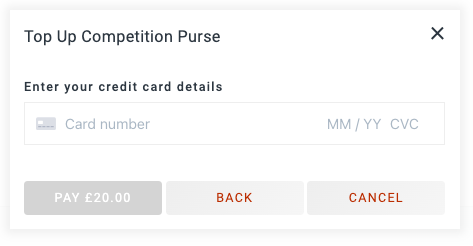 Top Up Competition Purse
Enter your credit card details
Card number MM / YY CVC
PAY £20.00 BACK CANCEL